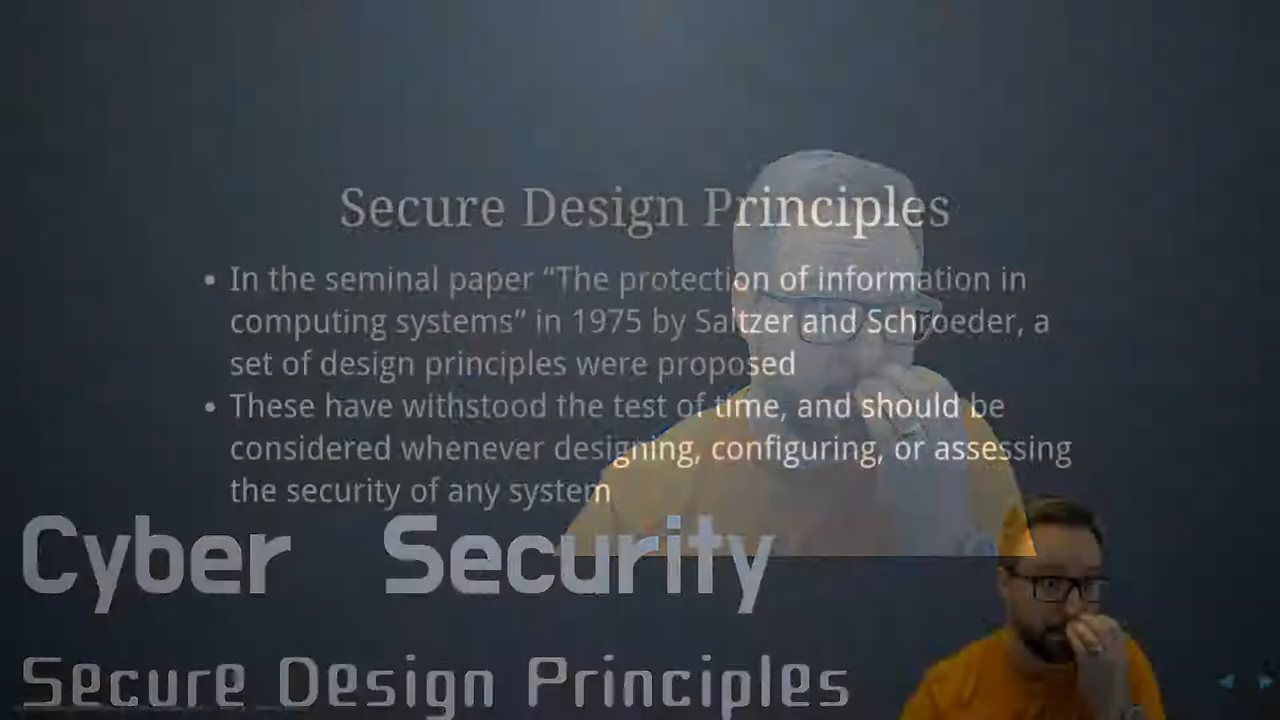 Secure Design Principles
• In the seminal paper “The protection of information in
computing systems” in 1975 by Saltzer and Schroeder, a
set of design principles were proposed
• These have withstood the test of time, and should be
considered whenever designing, configuring, or assessing
the security of any system
Cyber Security
Secure Design Principles